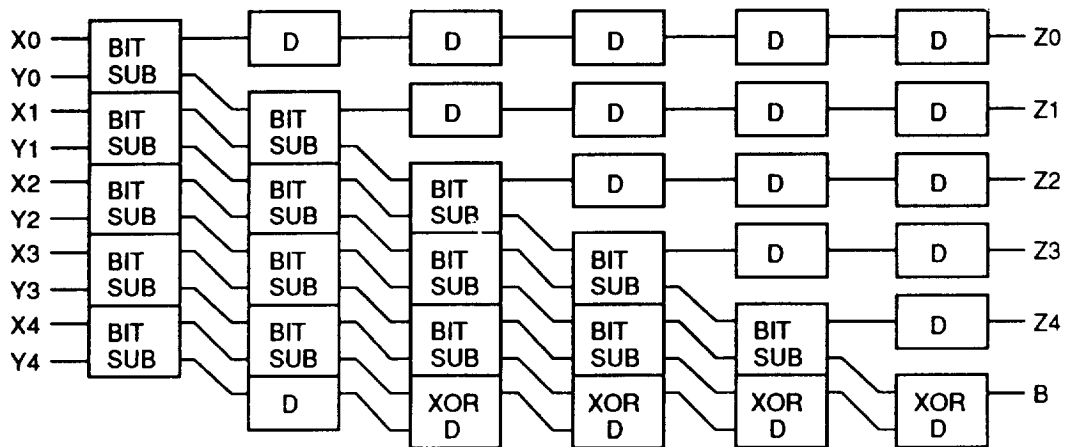 X0 BIT D D D D D Z0
Y0 SUB
X1 BIT BIT D D D D Z1
Y1 SUB SUB
X2 BIT BIT BIT D D D Z2
Y2 SUB SUB SUB
X3 BIT BIT BIT BIT D D Z3
Y3 SUB SUB SUB SUB
X4 BIT BIT BIT BIT BIT D Z4
Y4 SUB SUB SUB SUB SUB
D XOR XOR XOR XOR B
D D D D